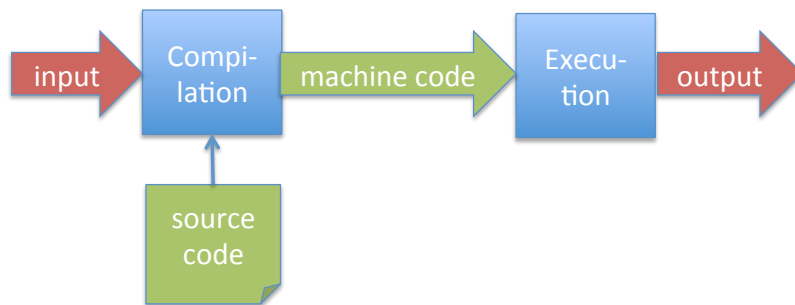 input
Compi-
lation
machine code
Execu-
tion
output
source
code